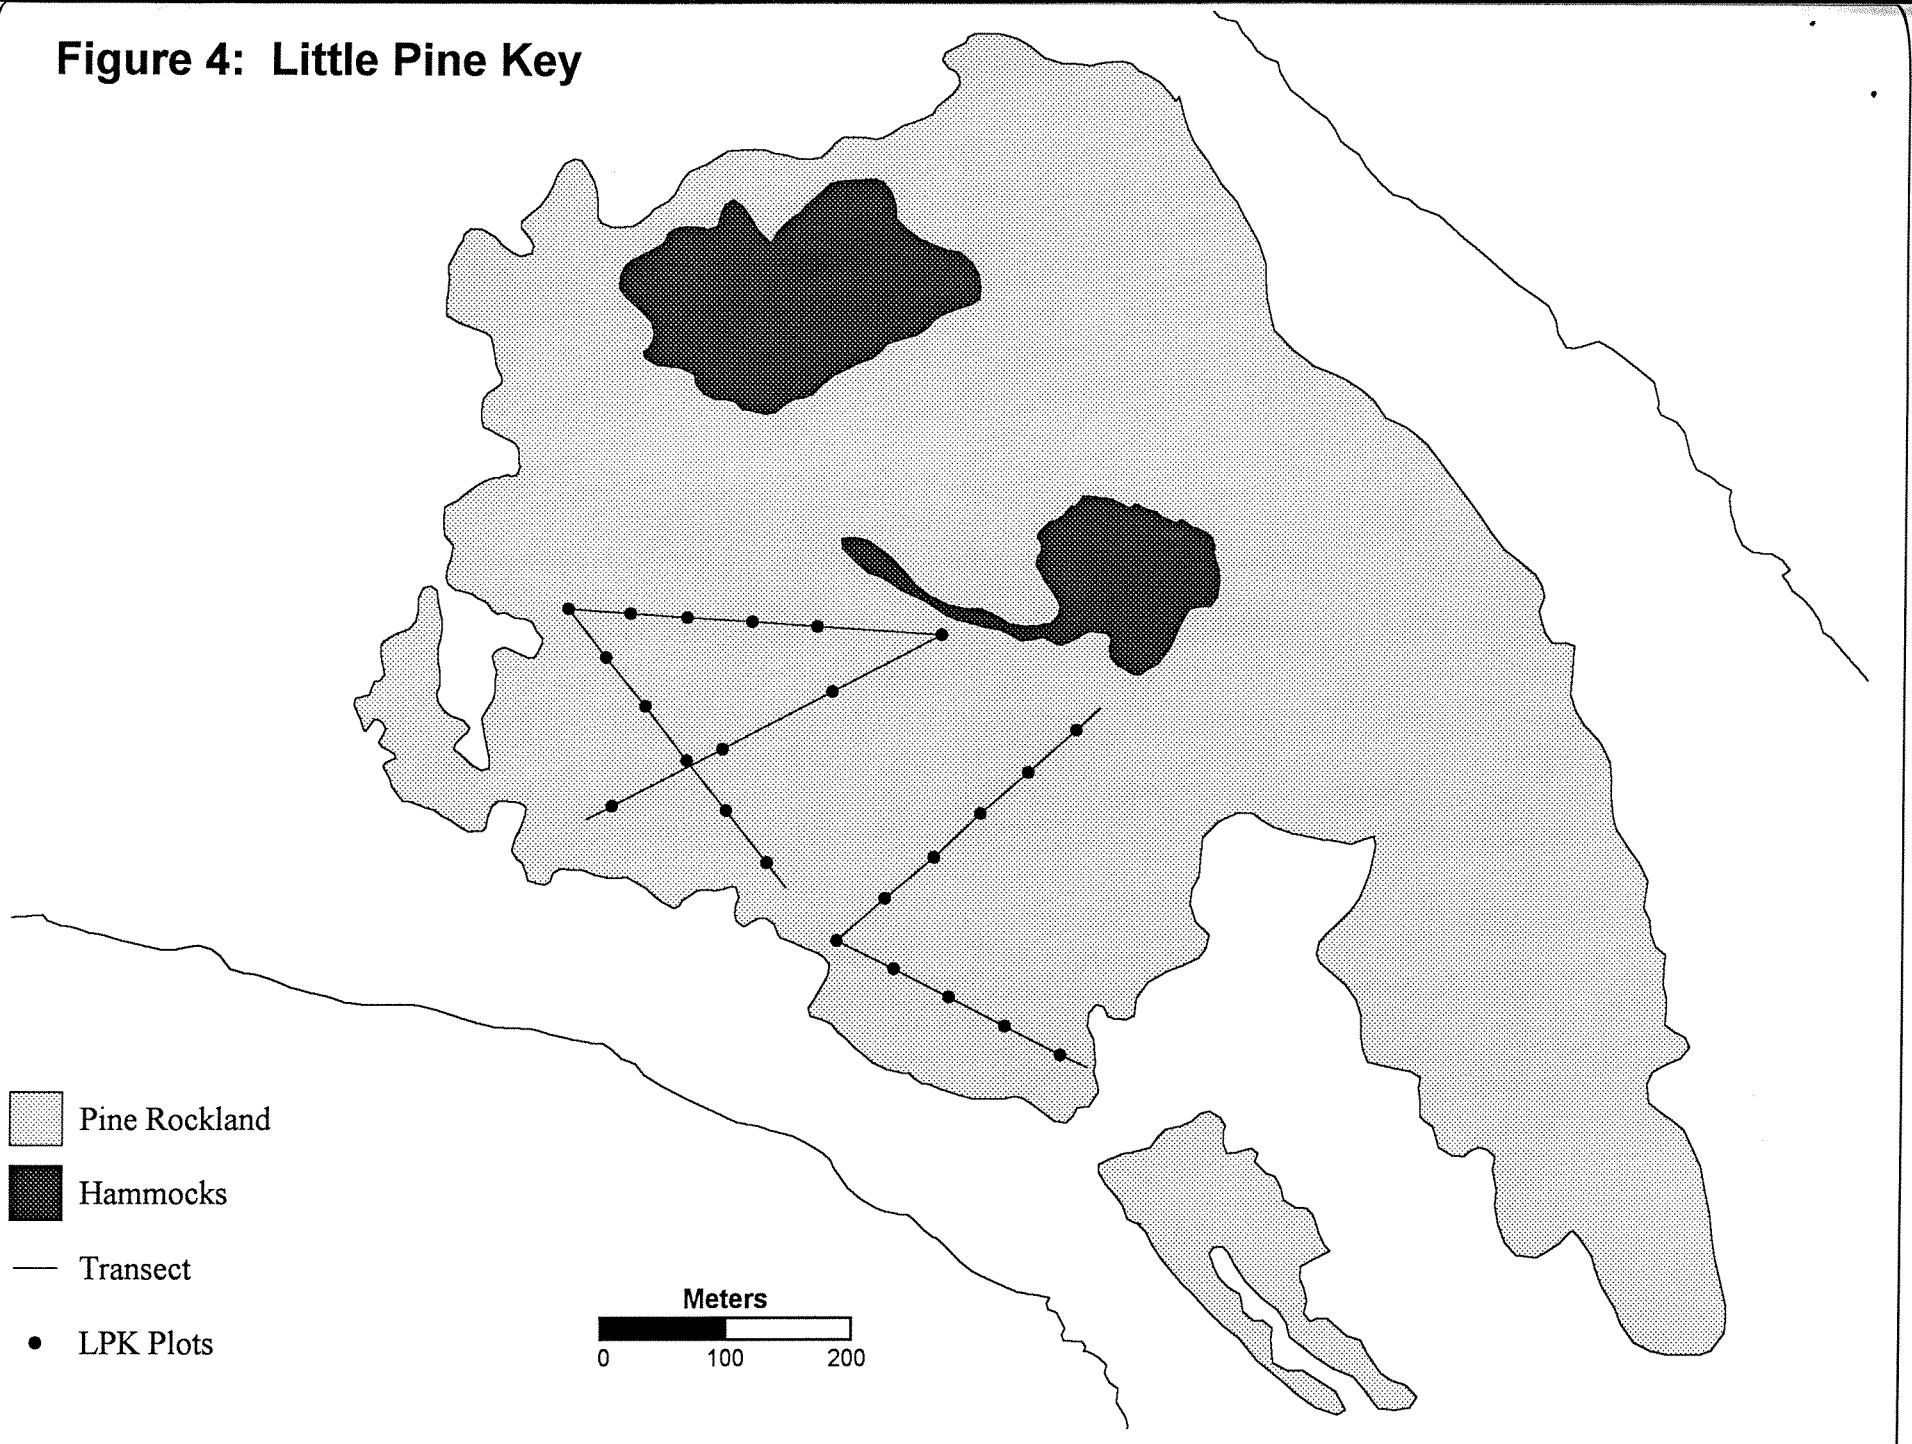 Figure 4: Little Pine Key
Pine Rockland
Hammocks
Transect
LPK Plots
Meters
0 100 200